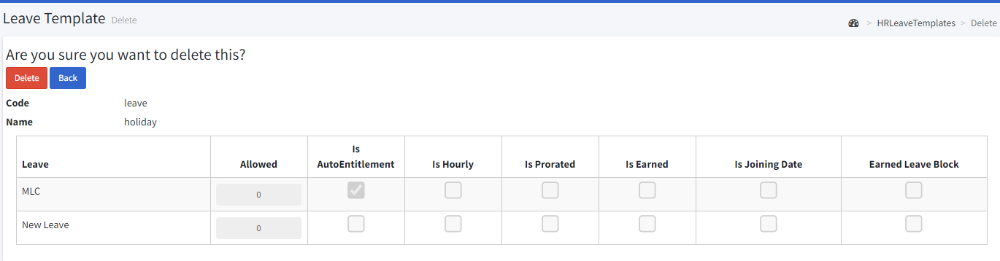 Leave Template Delete
> HRLeaveTemplates > Delete
Are you sure you want to delete this?
Delete Back
Code leave
Name holiday
Leave Allowed Is AutoEntitlement Is Hourly Is Prorated Is Earned Is Joining Date Earned Leave Block
MLC 0
New Leave 0